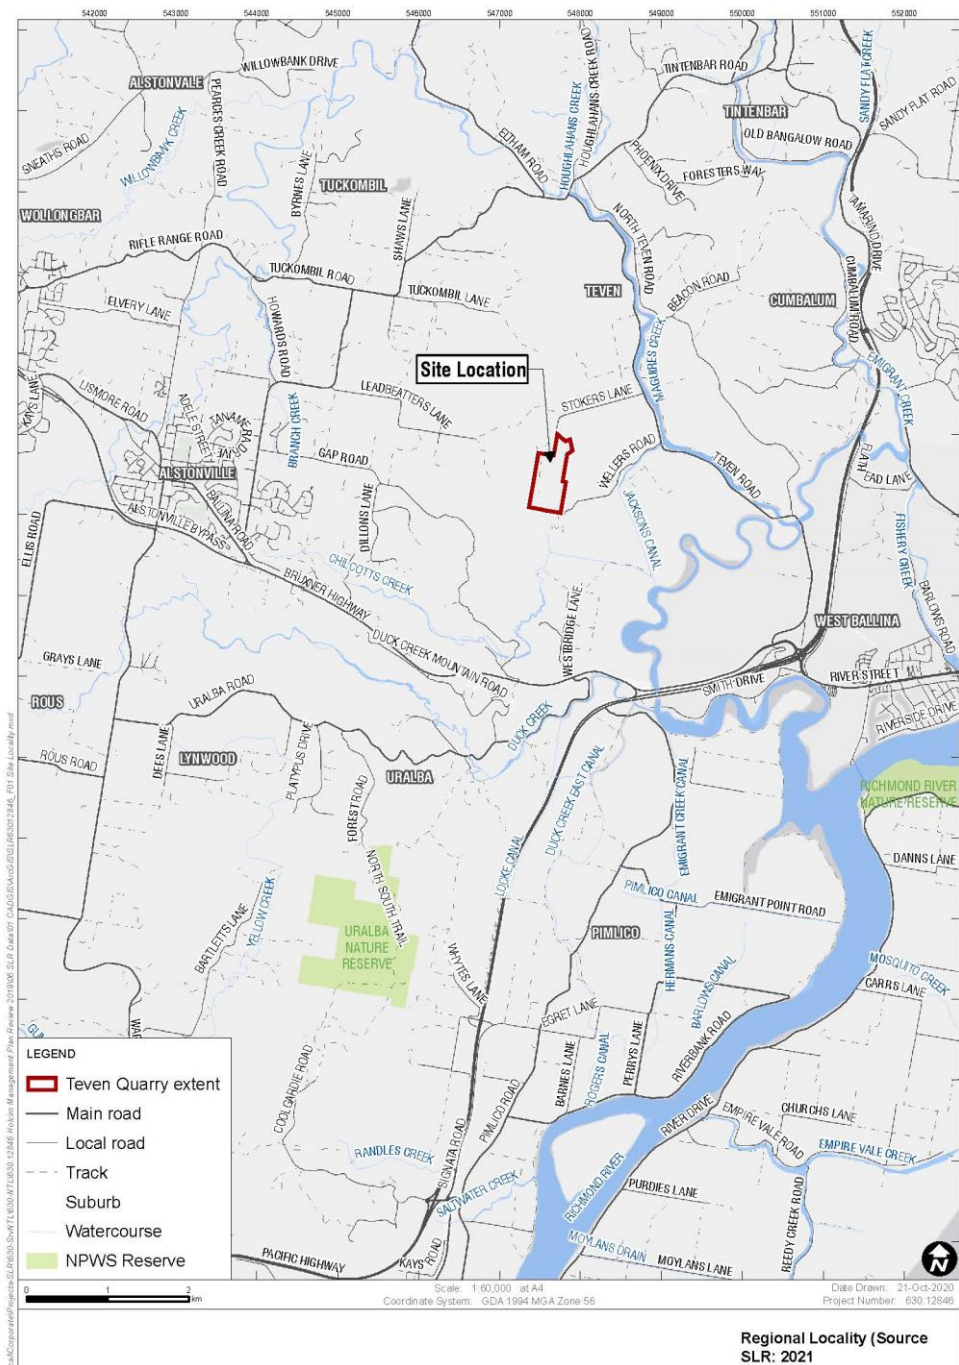 542000 543000 544000 545000 546000 547000 548000 549000 550000 551000 552000
WILLOWBANK DRIVE
ALSTONVALE
PEARCES CREEK ROAD
SNEATHS ROAD
WILLOWBANK CREEK
BYRNES LANE
TUCKOMBIL
WOLLONGBAR
SHAWS LANE
RIFLE RANGE ROAD
TUCKOMBIL ROAD
TUCKOMBIL LANE
ELVERY LANE
HOWARDS ROAD
ELTHAM ROAD
HOUGHLAHANS CREEK
HOUGHLAHANS CREEK ROAD
TINTENBAR ROAD
TINTENBAR
SANDY FLAT CREEK
SANDY FLAT ROAD
OLD BANGALOW ROAD
PHOENIX DRIVE
FORESTERS WAY
NORTH TEVEN ROAD
TAMARIND DRIVE
TEVEN
BEACON ROAD
CUMBALUM
CUMBALUM ROAD
MAGUIRES CREEK
EMIGRANT CREEK
Site Location
KAYS LANE
LISMORE ROAD
ADELE STREET
TANAMERA DRIVE
BRANCH CREEK
LEADBEATTERS LANE
STOKERS LANE
GAP ROAD
ALSTONVILLE
BALLINA ROAD
ALSTONVILLE BYPASS
DILLONS LANE
WELLERS ROAD
TEVEN ROAD
JACKSONS CANAL
FLATH
EAD LANE
FISHERY CREEK
ELLIS ROAD
CHILCOTTS CREEK
BRUXNER HIGHWAY
DUCK CREEK MOUNTAIN ROAD
WESTBRIDGE LANE
WEST BALLINA
BARLOWS ROAD
GRAYS LANE
SMITH DRIVE
RIVER STREET
RIVERSIDE DRIVE
ROUS
URALBA ROAD
DUCK CREEK
ROUS ROAD
DEES LANE
LYNWOOD
PLATYPUS DRIVE
URALBA
FOREST ROAD
LOCKE CANAL
DUCK CREEK EAST CANAL
EMIGRANT CREEK CANAL
RICHMOND RIVER
NATURE RESERVE
DANNS LANE
NORTH SOUTH TRAIL
PIMLICO CANAL
EMIGRANT POINT ROAD
YELLOW CREEK
BARTLETTS LANE
URALBA
NATURE
RESERVE
WHYTES LANE
PIMLICO
HERMANS CANAL
BARLOWS CANAL
MOSQUITO CREEK
CARRS LANE
EGRET LANE
COOLGARDIE ROAD
BARNES LANE
ROGERS CANAL
PERRYS LANE
RIVERBANK ROAD
RIVER DRIVE
CHURCHS LANE
EMPIRE VALE ROAD
EMPIRE VALE CREEK
PIMLICO ROAD
SIGNATA ROAD
RANDLES CREEK
SALTWATER CREEK
RICHMOND RIVER
PURDIES LANE
REEDY CREEK ROAD
PACIFIC HIGHWAY
KAYS ROAD
MOYLANS DRAIN
MOYLANS LANE
LEGEND
Teven Quarry extent
Main road
Local road
Track
Suburb
Watercourse
NPWS Reserve
0 1 2
km
N
Scale: 1:60,000 at A4
Coordinate System: GDA 1994 MGA Zone 56
Date Drawn: 21-Oct-2020
Project Number: 630.12846
Regional Locality (Source
SLR: 2021